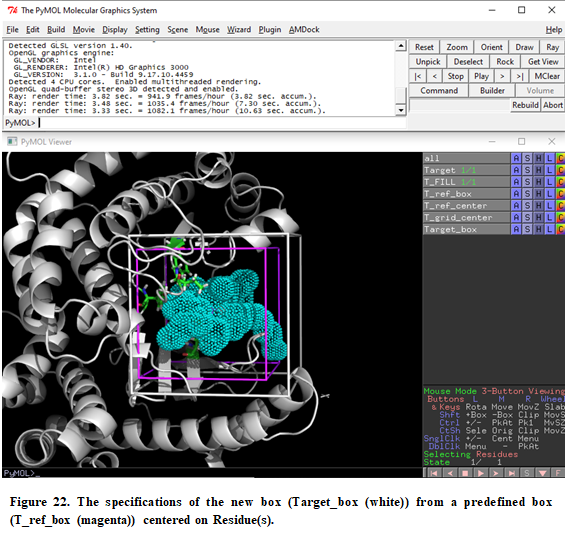 The PyMOL Molecular Graphics System
File Edit Build Movie Display Setting Scene Mouse Wizard Plugin AMDock
Detected GLSL version 1.40.
OpenGL graphics engine:
GL_VENDOR: Intel
GL_RENDERER: Intel(R) HD Graphics 3000
GL_VERSION: 3.1.0 - Build 9.17.10.4459
Detected 4 CPU cores. Enabled multithreaded rendering.
OpenGL quad-buffer stereo 3D detected and enabled.
Ray: render time: 3.82 sec. = 941.9 frames/hour (3.82 sec. accum.).
Ray: render time: 3.48 sec. = 1035.4 frames/hour (7.30 sec. accum.).
Ray: render time: 3.33 sec. = 1082.1 frames/hour (10.63 sec. accum.).
PyMOL>
Reset Zoom Orient Draw Ray
Unpick Deselect Rock Get View
|< < Stop Play > >| MClear
Command Builder Volume
Rebuild Abort
PyMOL Viewer
all A S H L C
Target 1/1 A S H L C
T_FILL 1/1 A S H L C
T_ref_box A S H L C
T_ref_center A S H L C
T_grid_center A S H L C
Target_box A S H L C
Mouse Mode 3-Button Viewing
Buttons L M R Wheel
& Keys Rota Move MovZ Slab
Shft +Box -Box Clip MovS
Ctrl +/- PkAt Pk1 MvSZ
CtSh Sele Orig Clip MovZ
SnglClk +/- Cent Menu
DblClk Menu - PkAt
Selecting Residues
State 1/ 1
PyMOL>_
S F
Figure 22. The specifications of the new box (Target_box (white)) from a predefined box
(T_ref_box (magenta)) centered on Residue(s).